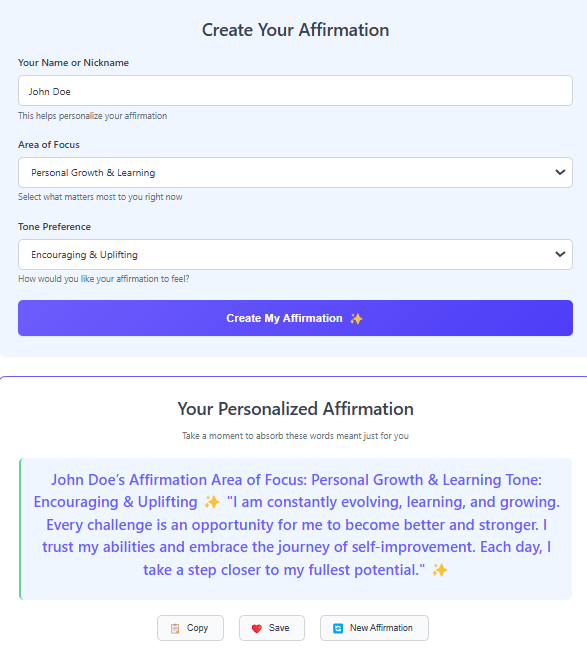 Create Your Affirmation
Your Name or Nickname
John Doe
This helps personalize your affirmation
Area of Focus
Personal Growth & Learning
Select what matters most to you right now
Tone Preference
Encouraging & Uplifting
How would you like your affirmation to feel?
Create My Affirmation ✨
Your Personalized Affirmation
Take a moment to absorb these words meant just for you
John Doe's Affirmation Area of Focus: Personal Growth & Learning Tone:
Encouraging & Uplifting ✨ "I am constantly evolving, learning, and growing.
Every challenge is an opportunity for me to become better and stronger. I
trust my abilities and embrace the journey of self-improvement. Each day, I
take a step closer to my fullest potential." ✨
📋 Copy
❤️ Save
🔄 New Affirmation